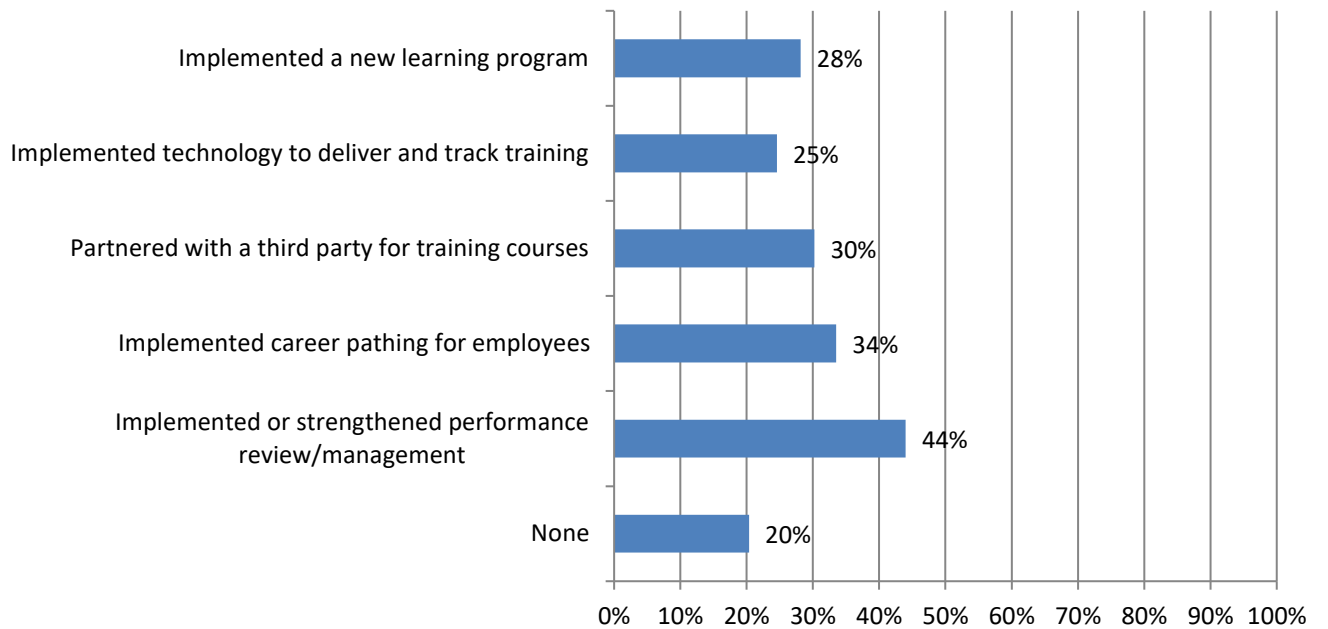 Implemented a new learning program
28%
Implemented technology to deliver and track training
25%
Partnered with a third party for training courses
30%
Implemented career pathing for employees
34%
Implemented or strengthened performance
review/management
44%
None
20%
0% 10% 20% 30% 40% 50% 60% 70% 80% 90% 100%